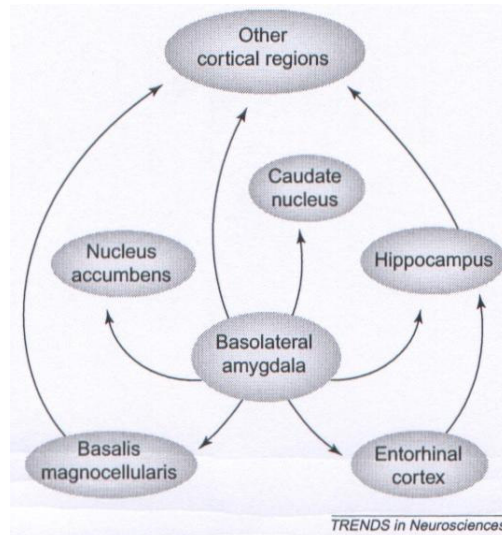 Other
cortical regions
Caudate
nucleus
Nucleus
accumbens
Hippocampus
Basolateral
amygdala
Basalis
magnocellularis
Entorhinal
cortex
TRENDS in Neurosciences